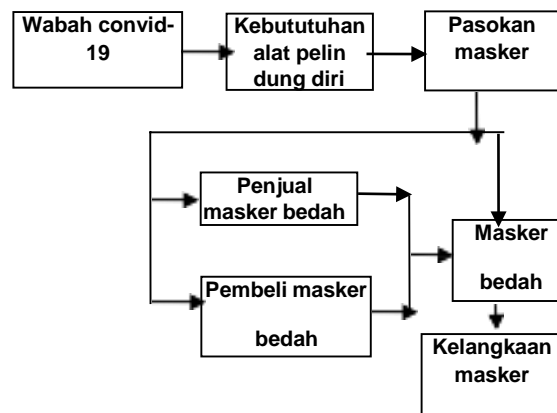 Wabah convid-
19
Kebututuhan
alat pelin
dung diri
Pasokan
masker
Penjual
masker bedah
Pembeli masker
bedah
Masker
bedah
Kelangkaan
masker